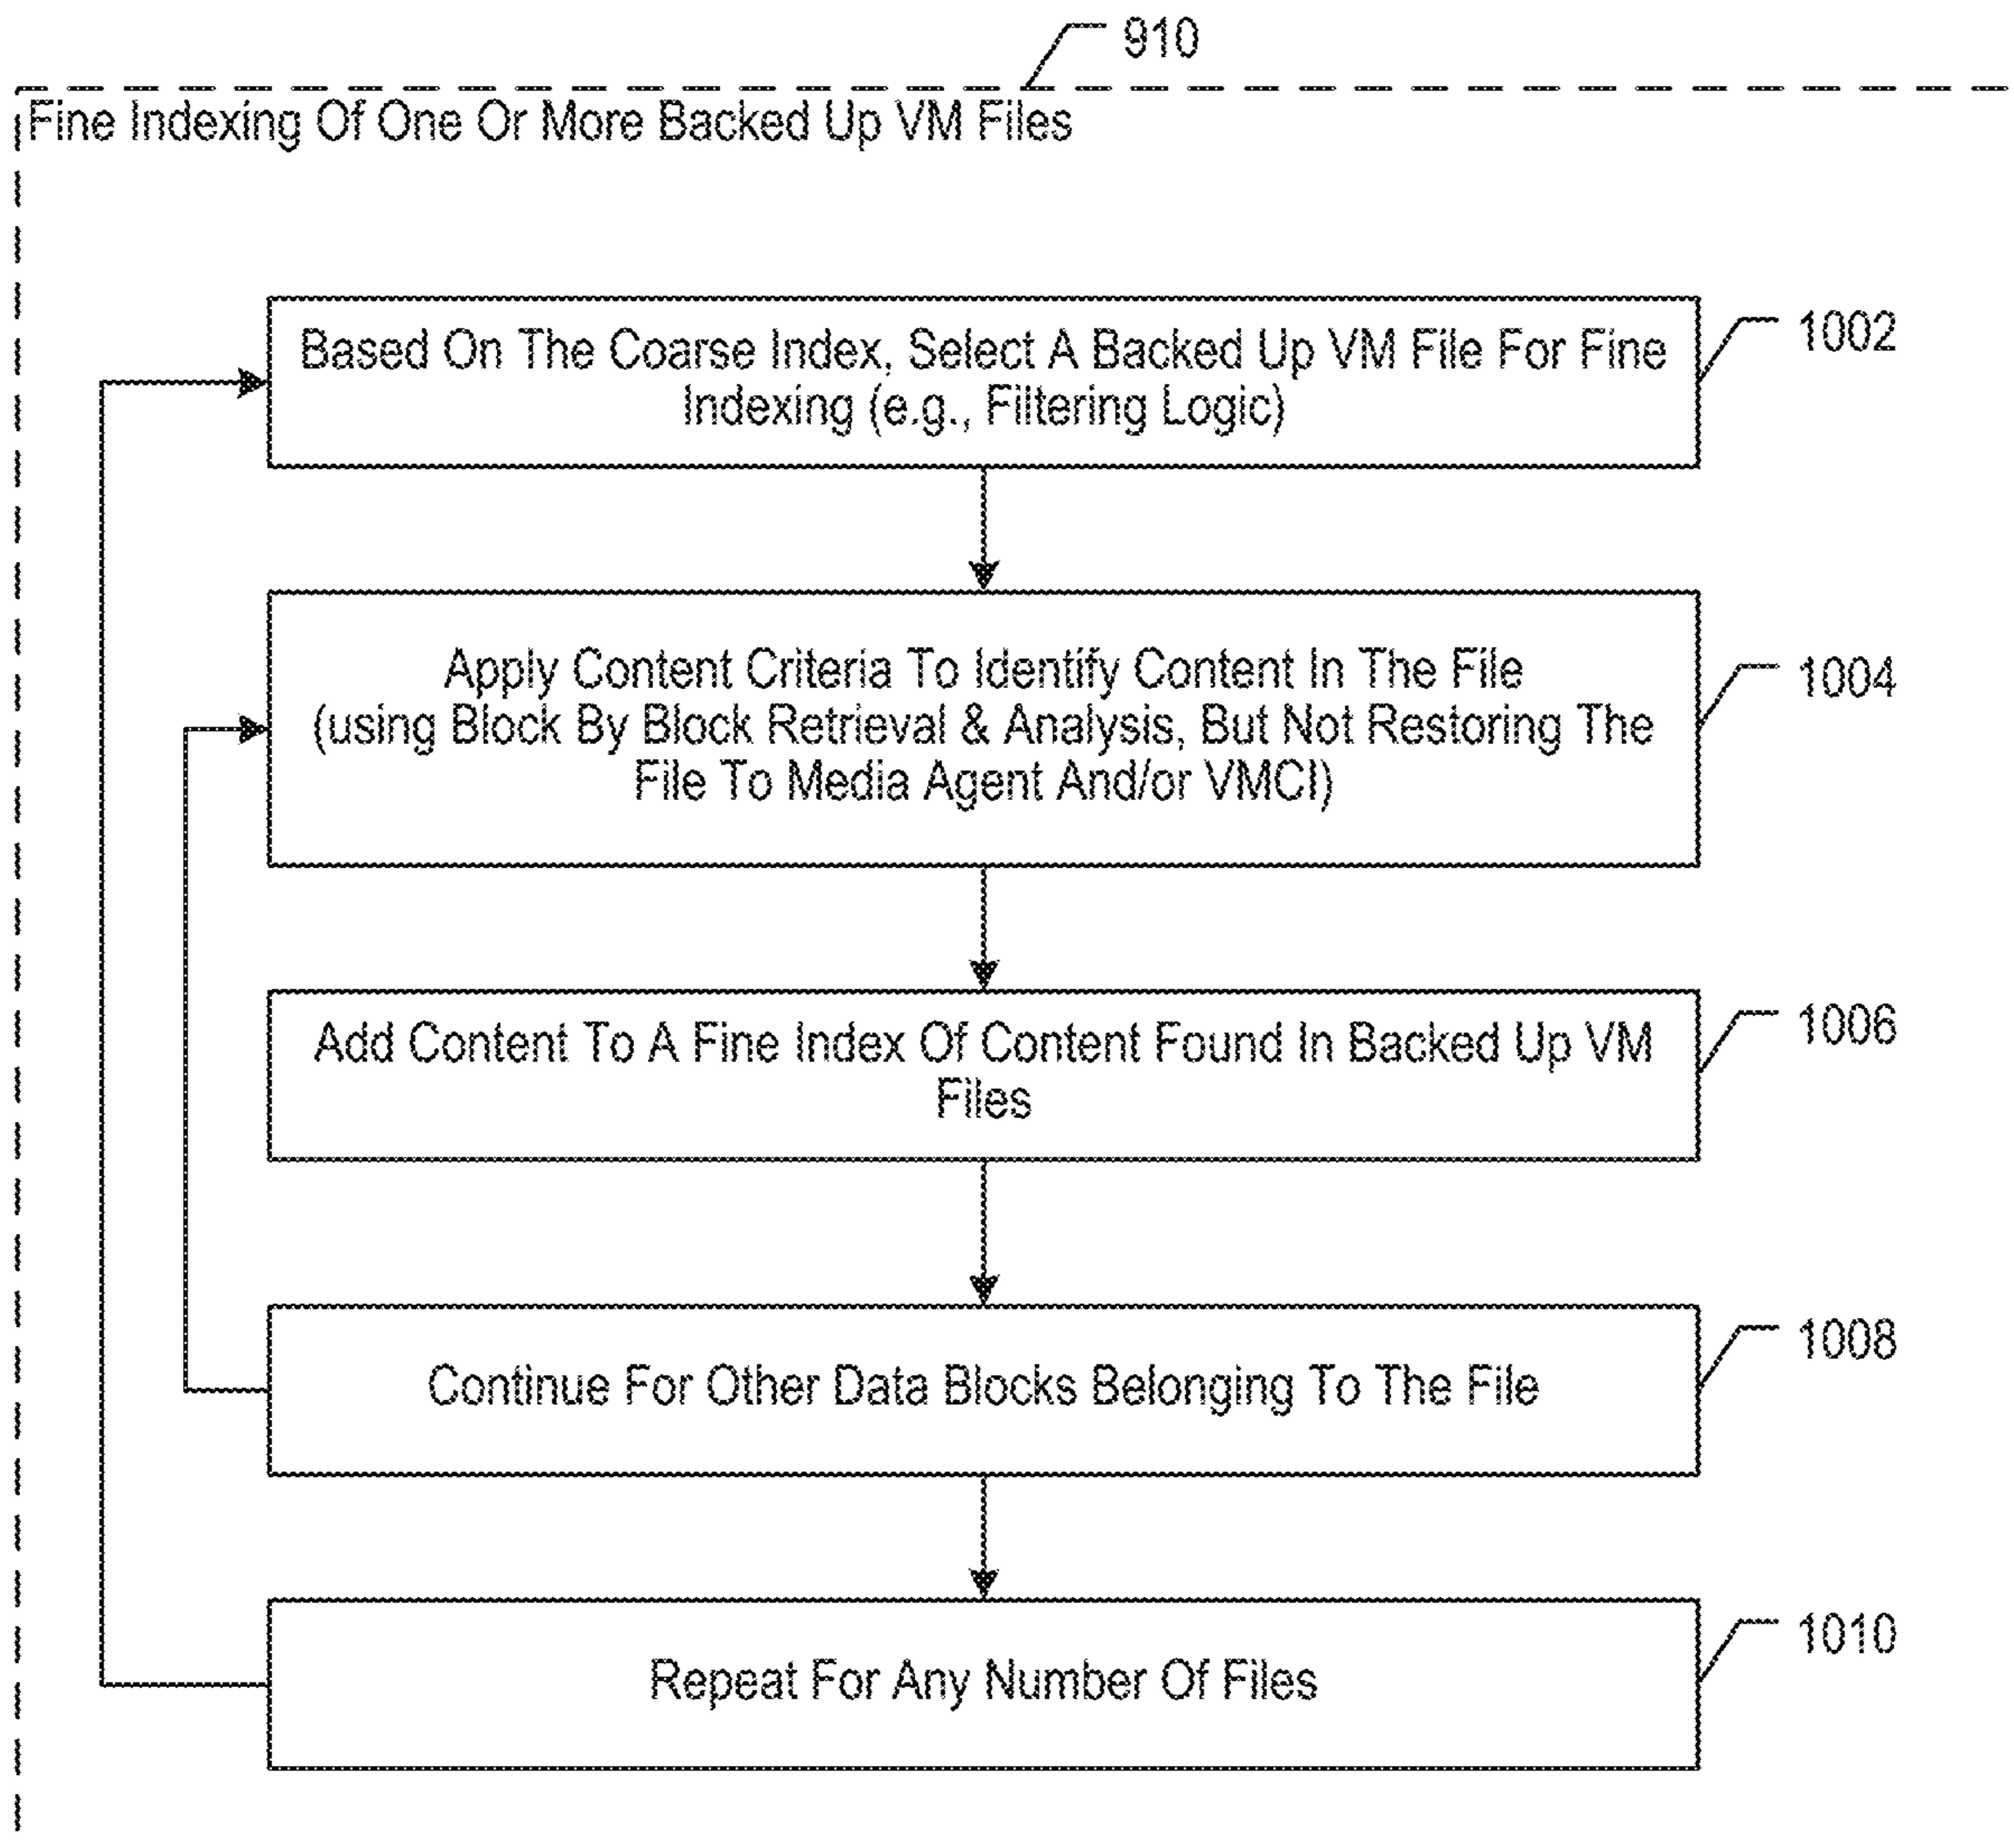 910
Fine Indexing Of One Or More Backed Up VM Files
Based On The Coarse Index, Select A Backed Up VM File For Fine
Indexing (e.g., Filtering Logic)
1002
Apply Content Criteria To Identify Content In The File
(using Block By Block Retrieval & Analysis, But Not Restoring The
File To Media Agent And/or VMCI)
1004
Add Content To A Fine Index Of Content Found In Backed Up VM
Files
1006
Continue For Other Data Blocks Belonging To The File
1008
Repeat For Any Number Of Files
1010